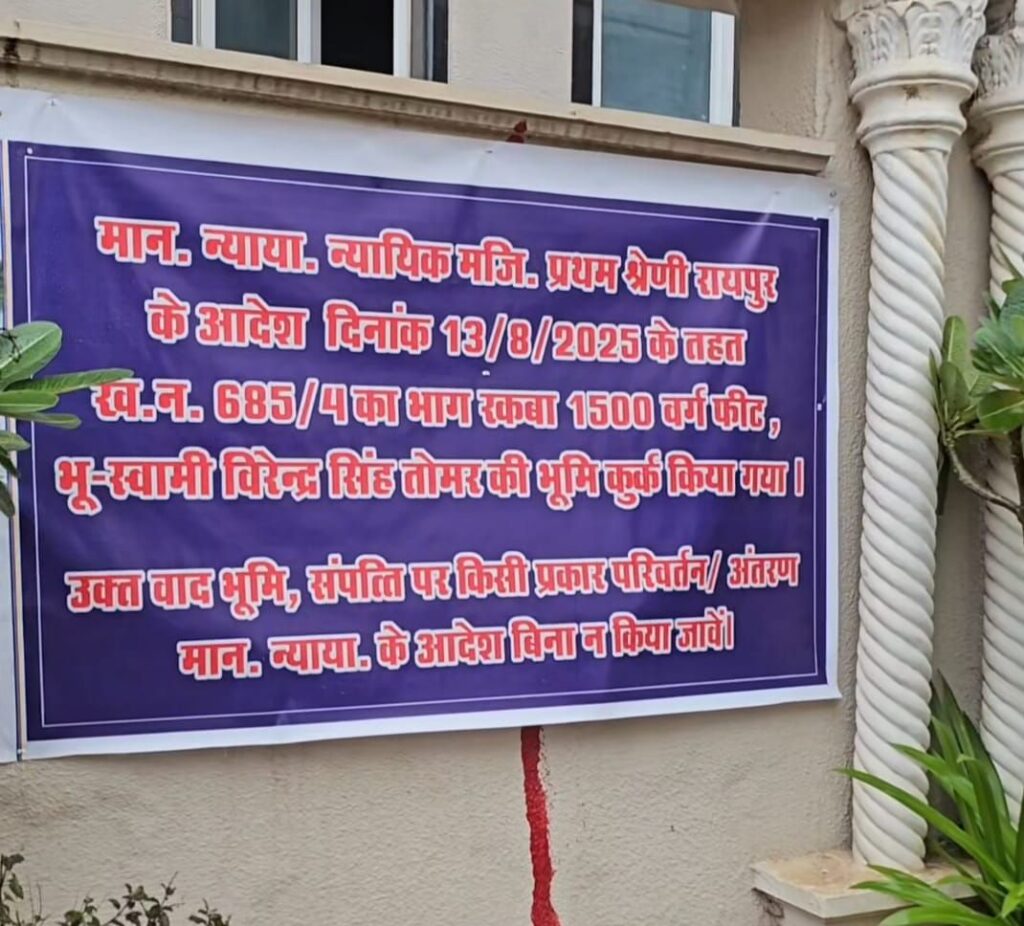 मान. न्याया. न्यायिक मजि. प्रथम श्रेणी रायपुर
के आदेश दिनांक 13/8/2025 के तहत
ख.न. 685/4 का भाग रकबा 1500 वर्ग फीट,
भू-स्वामी विरेन्द्र सिंह तोमर की भूमि कुर्क किया गया।
उक्त वाद भूमि, संपत्ति पर किसी प्रकार परिवर्तन/ अंतरण
मान. न्याया. के आदेश बिना न किया जावें।